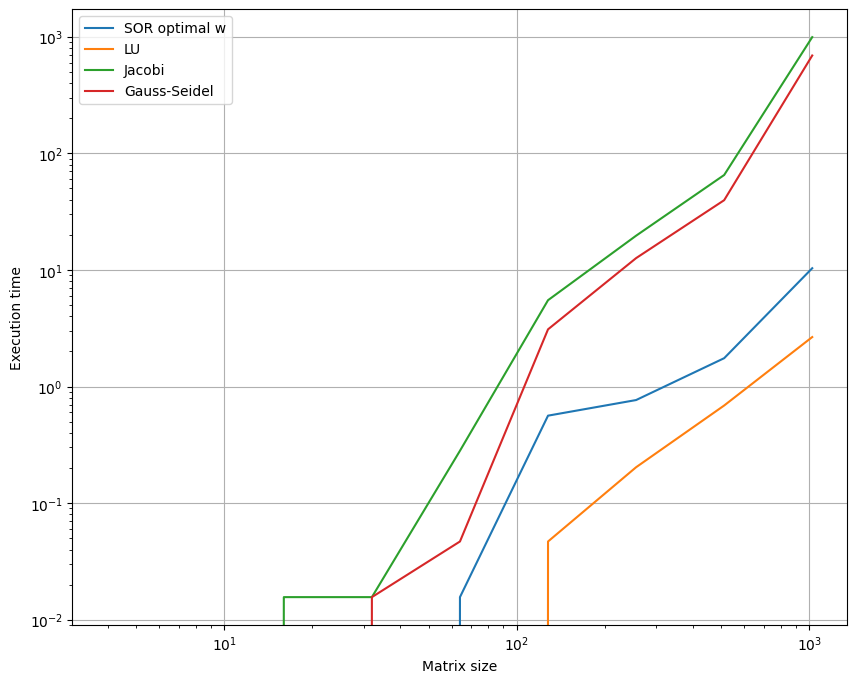 SOR optimal w
LU
Jacobi
Gauss-Seidel
10³
10²
10¹
10⁰
10⁻¹
10⁻²
Execution time
10¹
10²
10³
Matrix size